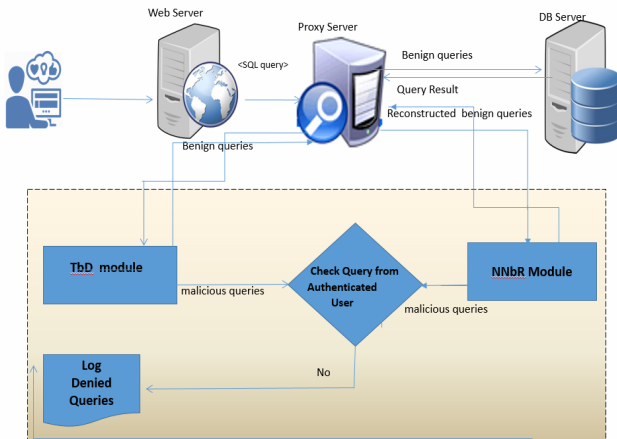 Web Server
Proxy Server
DB Server
<SQL query>
Benign queries
Query Result
Reconstructed benign queries
Benign queries
TbD module
Check Query from
Authenticated
User
NNbR Module
malicious queries
malicious queries
No
Log
Denied
Queries